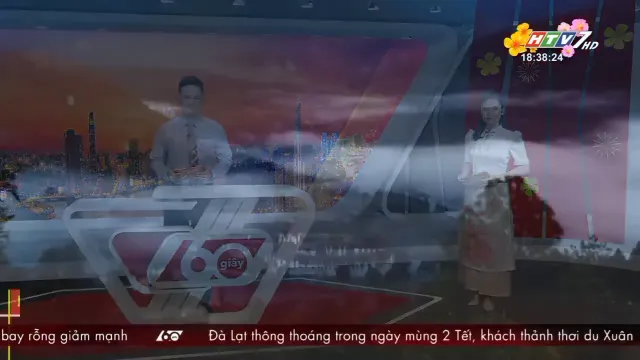 HTV7 HD
18:38:24
60 giây
bay rỗng giảm mạnh 60 Đà Lạt thông thoáng trong ngày mùng 2 Tết, khách thảnh thơi du Xuân